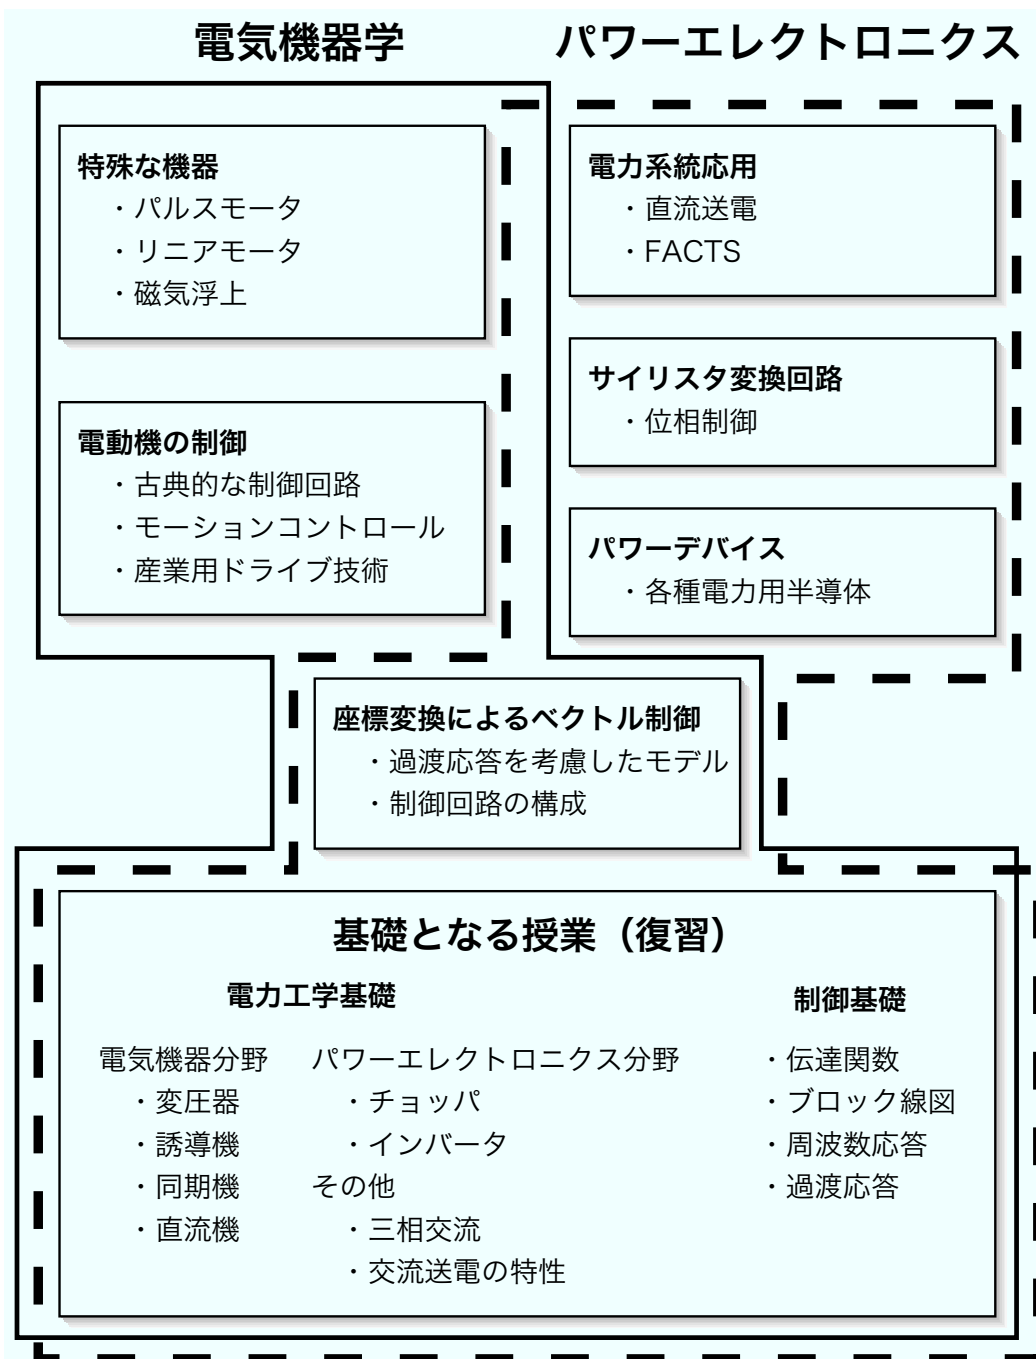 電気機器学
パワーエレクトロニクス
特殊な機器
・パルスモータ
・リニアモータ
・磁気浮上
電動機の制御
・古典的な制御回路
・モーションコントロール
・産業用ドライブ技術
電力系統応用
・直流送電
・FACTS
サイリスタ変換回路
・位相制御
パワーデバイス
・各種電力用半導体
座標変換によるベクトル制御
・過渡応答を考慮したモデル
・制御回路の構成
基礎となる授業（復習）
電力工学基礎
電気機器分野
・変圧器
・誘導機
・同期機
・直流機
パワーエレクトロニクス分野
・チョッパ
・インバータ
その他
・三相交流
・交流送電の特性
制御基礎
・伝達関数
・ブロック線図
・周波数応答
・過渡応答